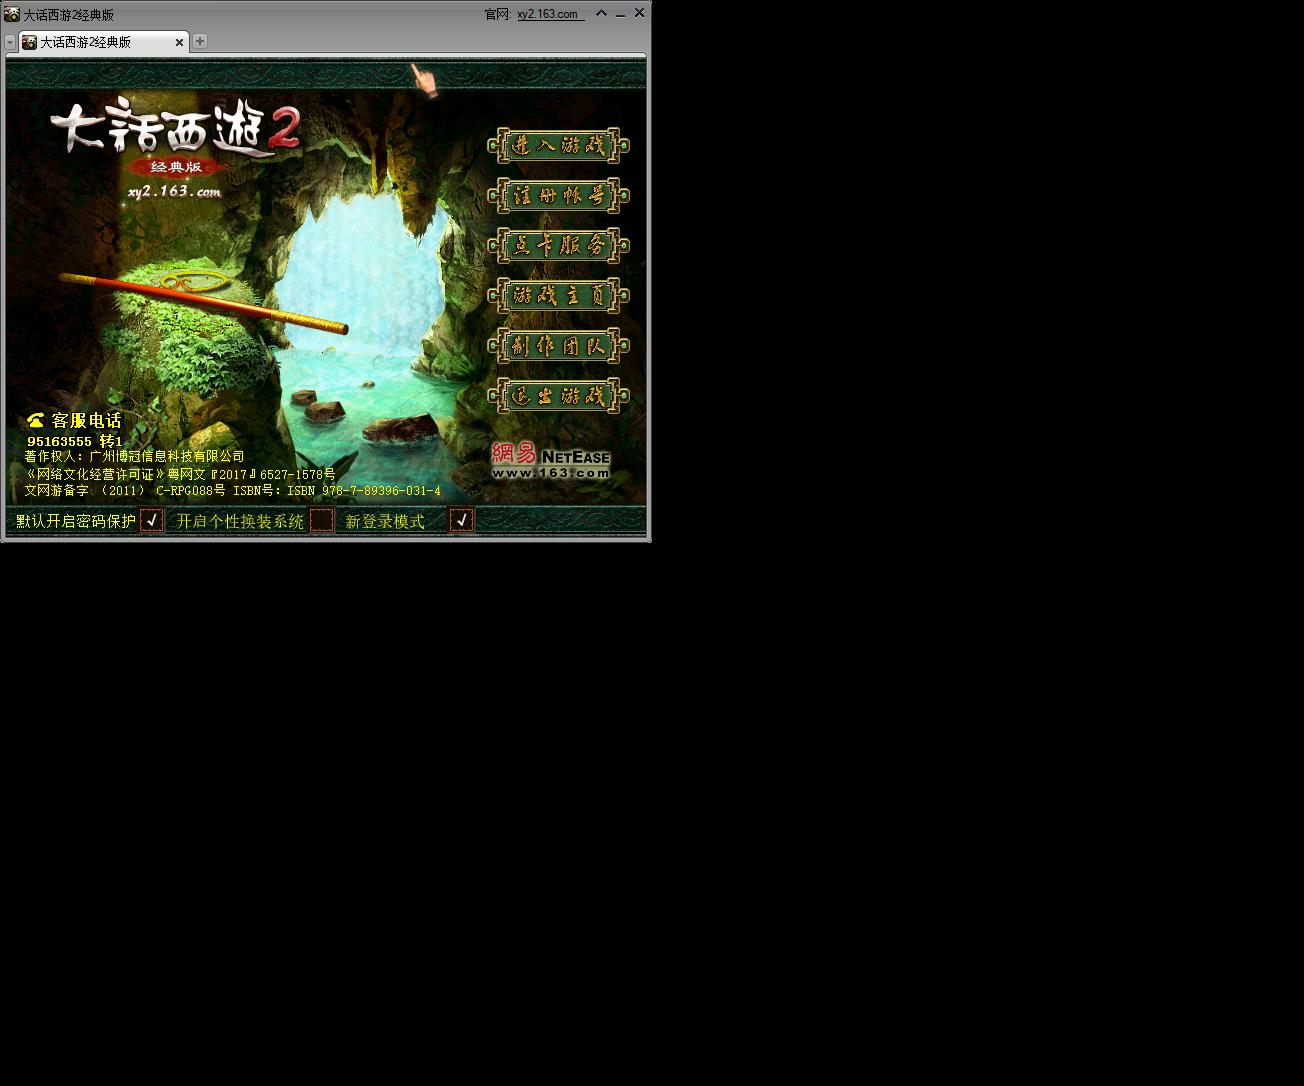 大话西游2经典版
官网: xy2.163.com
大话西游2经典版
大话西遊2
经典版
xy2.163.com
进入游戏
注册帐号
点卡服务
游戏主页
制作团队
退出游戏
客服电话
95163555 转1
著作权人：广州博冠信息科技有限公司
《网络文化经营许可证》粤网文『2017』6527-1578号
文网游备字 （2011） C-RPG088号 ISBN号：ISBN 978-7-89396-031-4
網易 NETEASE
www.163.com
默认开启密码保护 √ 开启个性换装系统 新登录模式 √